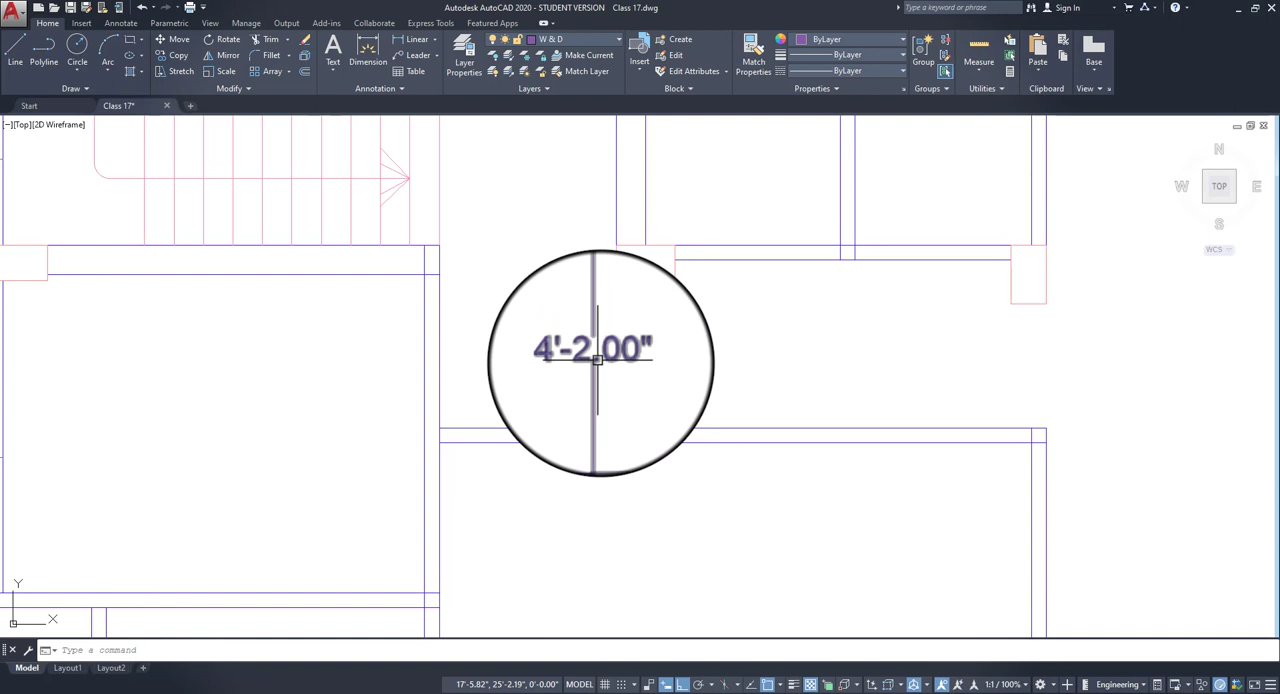 Autodesk AutoCAD 2020 - STUDENT VERSION Class 17.dwg
Type a keyword or phrase
Sign In
Home Insert Annotate Parametric View Manage Output Add-ins Collaborate Express Tools Featured Apps
Line
Polyline
Circle
Arc
Move
Copy
Stretch
Rotate
Mirror
Scale
Trim
Fillet
Array
Text
Dimension
Linear
Leader
Table
Layer
Properties
W & D
Make Current
Match Layer
Insert
Create
Edit
Edit Attributes
Match
Properties
ByLayer
ByLayer
ByLayer
Group
Measure
Paste
Base
Draw Modify Annotation Layers Block Properties Groups Utilities Clipboard View
Start Class 17*
[−][Top][2D Wireframe]
N
W TOP E
S
WCS
4'-2.00"
Y
X
Type a command
Model Layout1 Layout2
17'-5.82", 25'-2.19", 0'-0.00" MODEL 1:1 / 100% Engineering